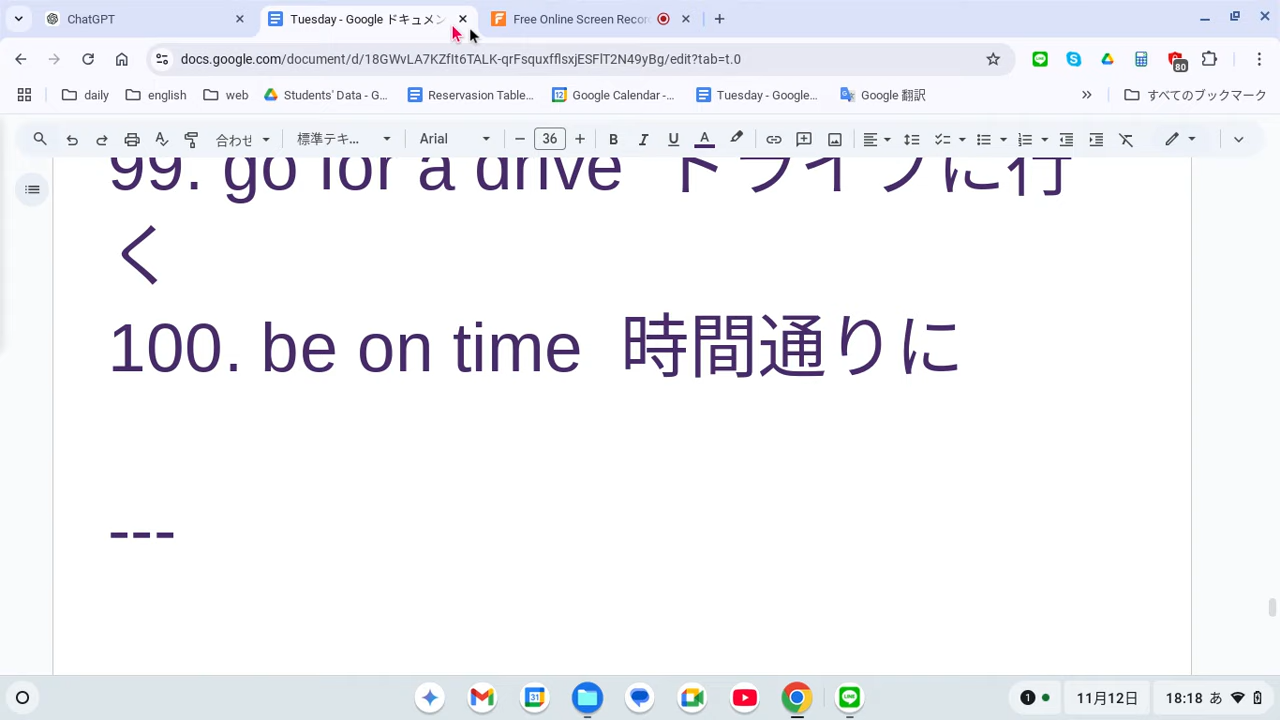 ChatGPT
Tuesday - Google ドキュメン
Free Online Screen Recor
docs.google.com/document/d/18GWvLA7KZfIt6TALK-qrFsquxfflsxjESFlT2N49yBg/edit?tab=t.0
80
daily
english
web
Students' Data - G...
Reservasion Table...
Google Calendar -...
Tuesday - Google...
Google 翻訳
すべてのブックマーク
合わせ
標準テキ...
Arial
36
99. go for a drive ドライブに行
く
100. be on time 時間通りに
---
1
11月12日
18:18 あ